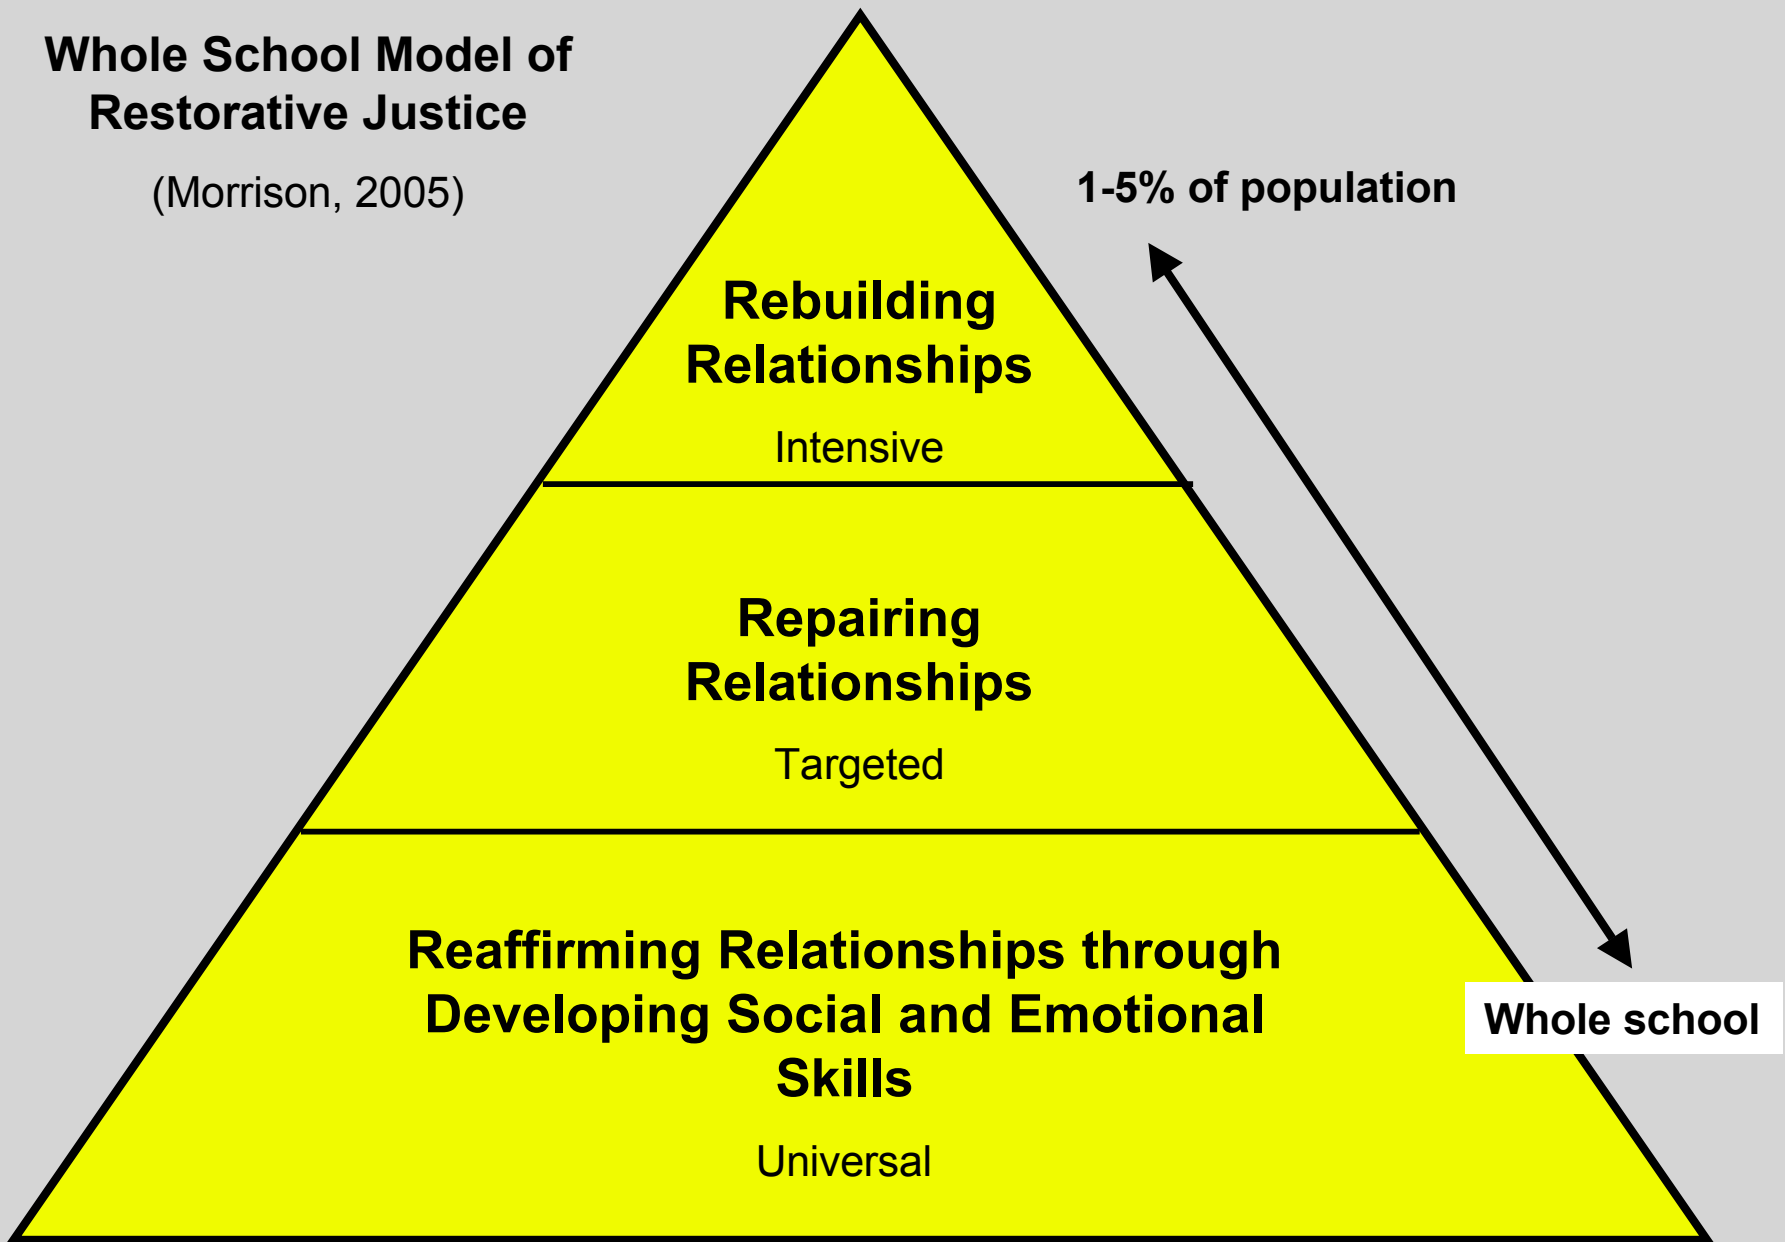 Whole School Model of
Restorative Justice
(Morrison, 2005)
1-5% of population
Rebuilding
Relationships
Intensive
Repairing
Relationships
Targeted
Reaffirming Relationships through
Developing Social and Emotional
Skills
Universal
Whole school